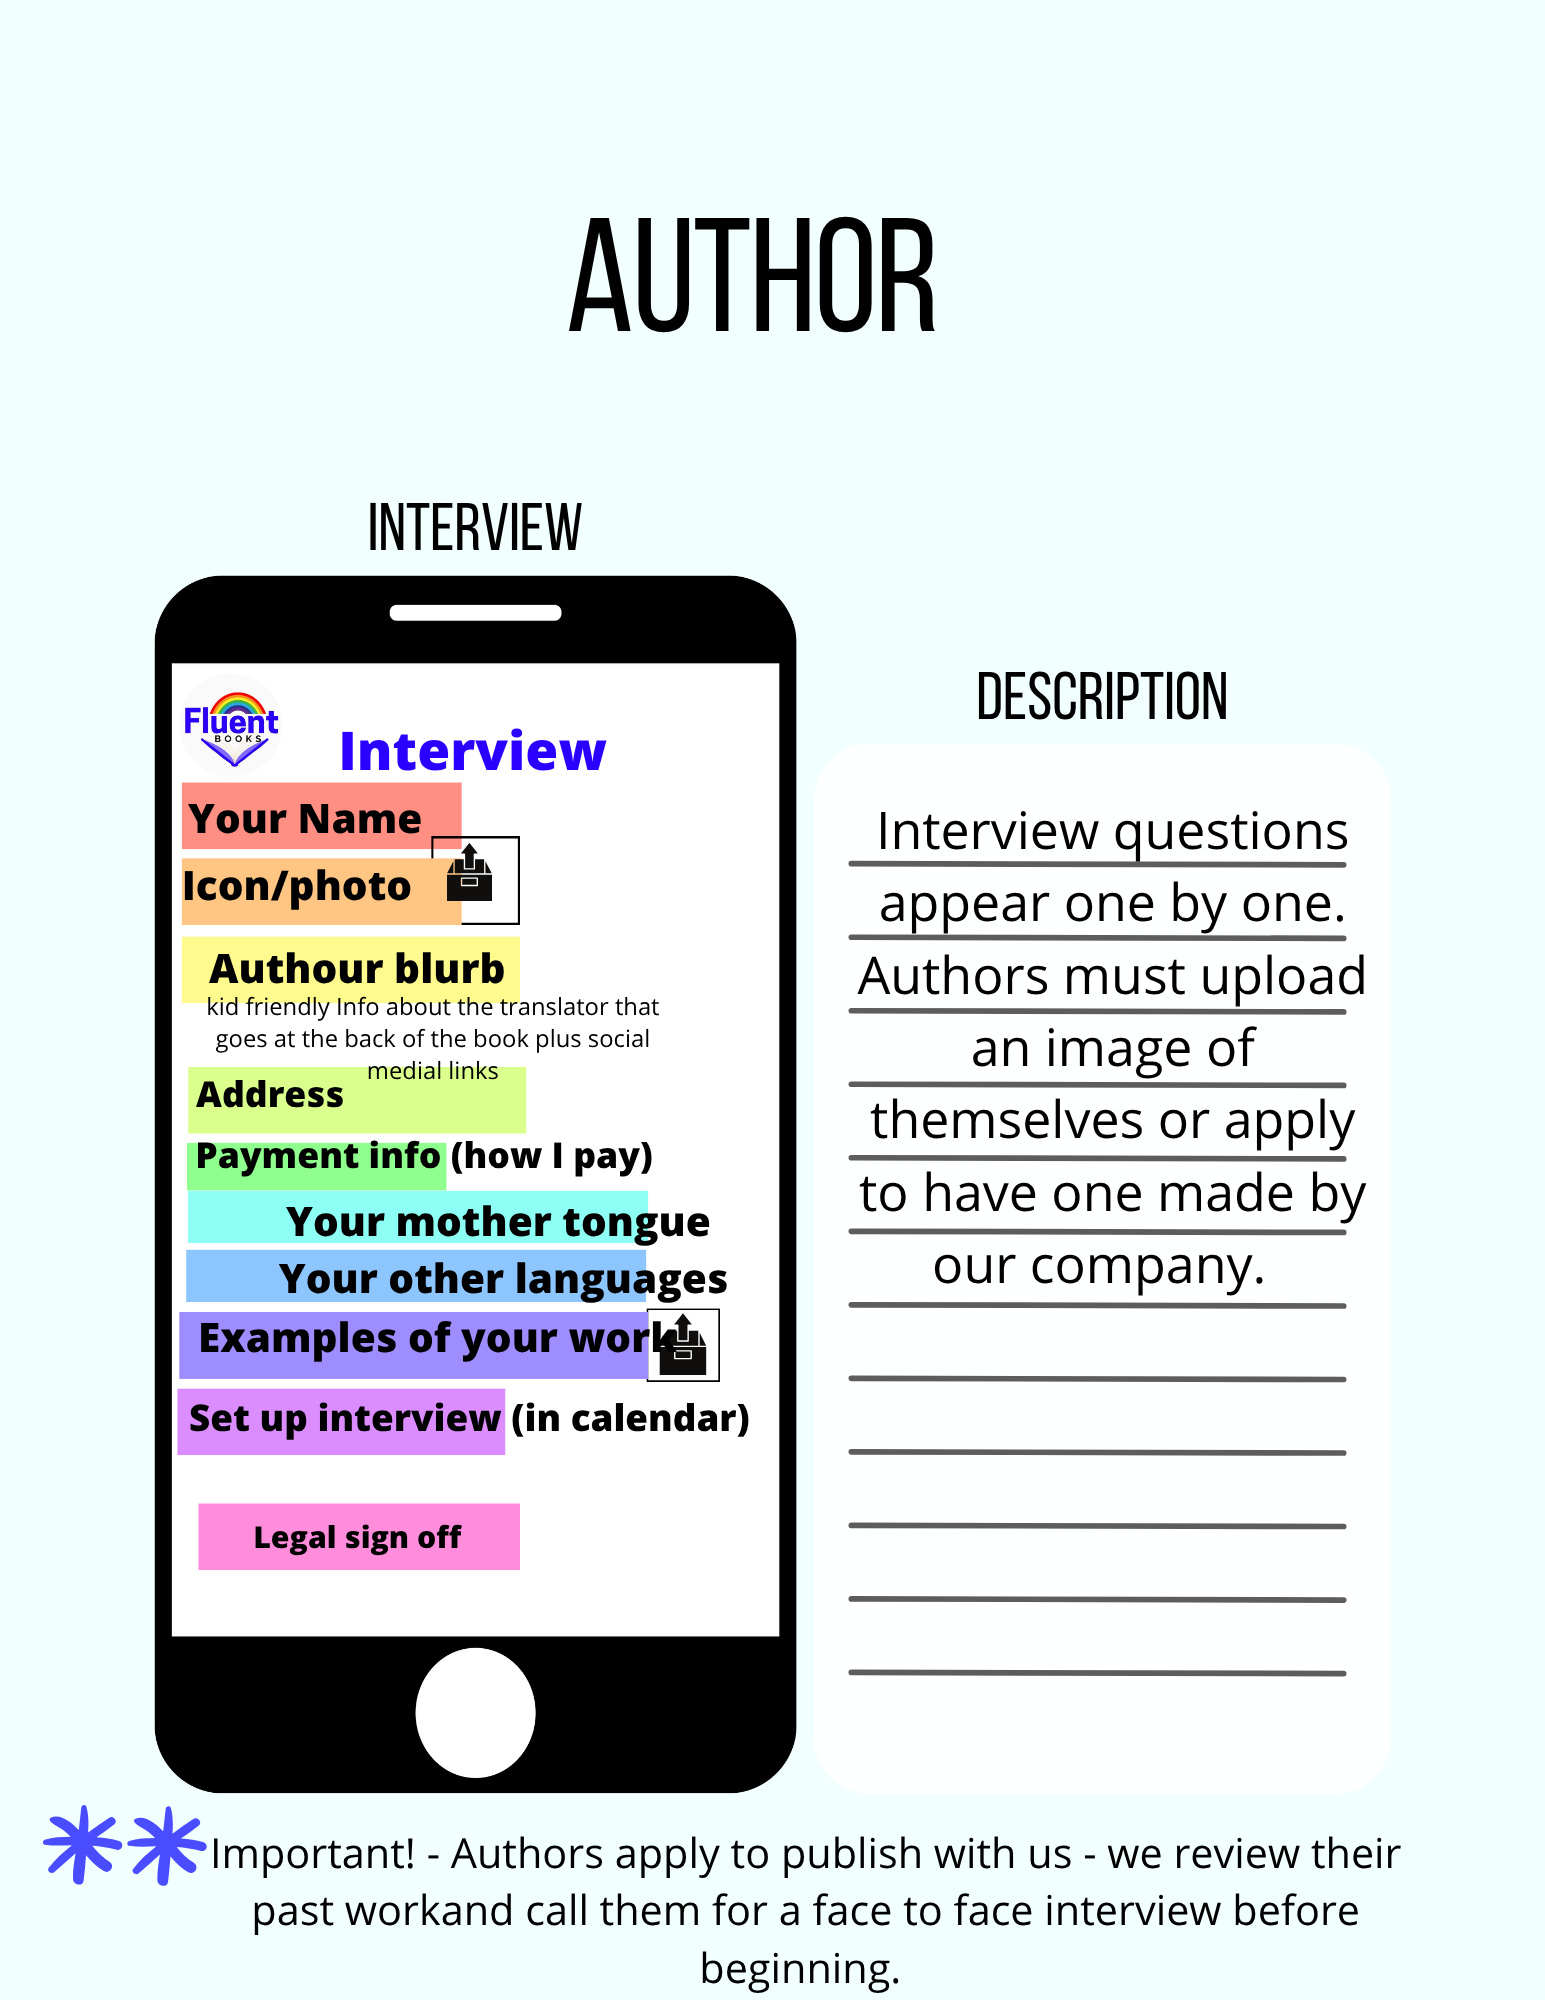 AUTHOR
INTERVIEW
Fluent
BOOKS
Interview
Your Name
Icon/photo
Authour blurb
kid friendly Info about the translator that
goes at the back of the book plus social
medial links
Address
Payment info (how I pay)
Your mother tongue
Your other languages
Examples of your work
Set up interview (in calendar)
Legal sign off
DESCRIPTION
Interview questions
appear one by one.
Authors must upload
an image of
themselves or apply
to have one made by
our company.
Important! - Authors apply to publish with us - we review their
past workand call them for a face to face interview before
beginning.